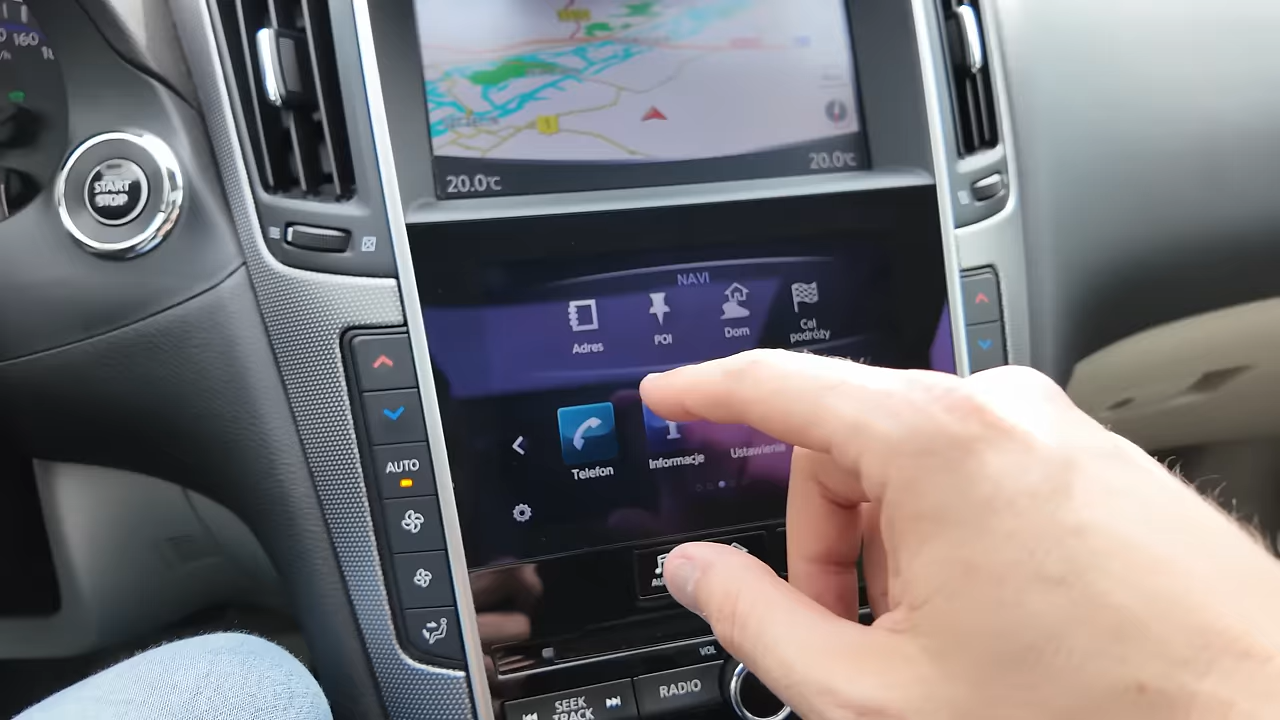 160
START
STOP
20.0°C
20.0°C
NAVI
Adres
POI
Dom
Cel
podróży
Telefon
Informacje
Ustawienia
AUTO
VOL
SEEK
TRACK
RADIO